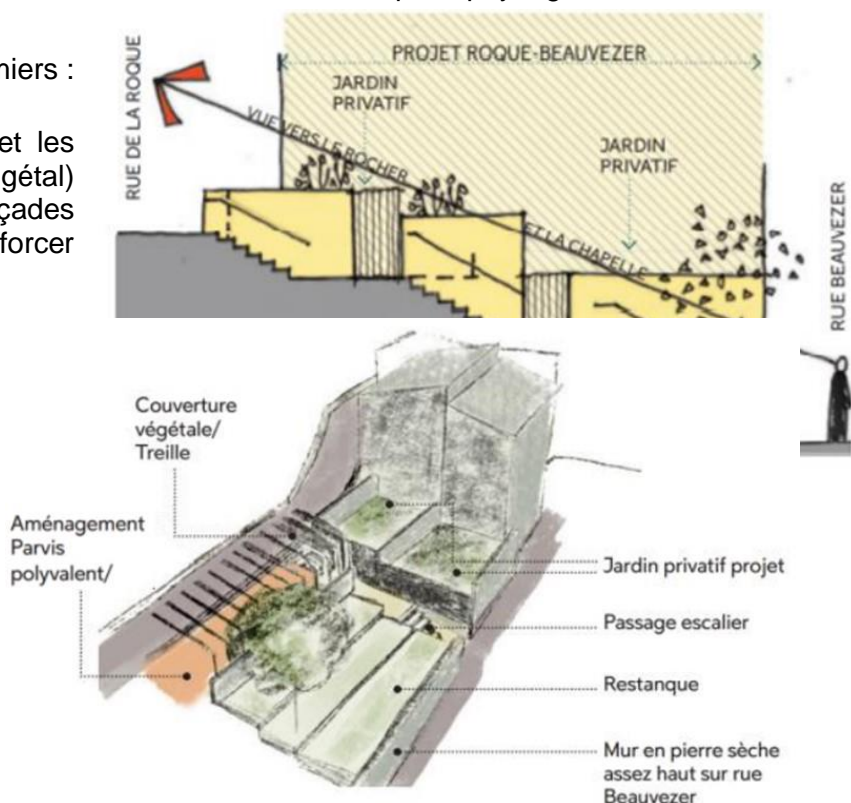 miers :
et les
gétal)
çades
forcer
PROJET ROQUE-BEAUVEZER
RUE DE LA ROQUE
JARDIN
PRIVATIF
VUE VERS LE ROCHER
ET LA CHAPELLE
JARDIN
PRIVATIF
RUE BEAUVEZER
Couverture
végétale/
Treille
Aménagement
Parvis
polyvalent/
Jardin privatif projet
Passage escalier
Restanque
Mur en pierre sèche
assez haut sur rue
Beauvezer